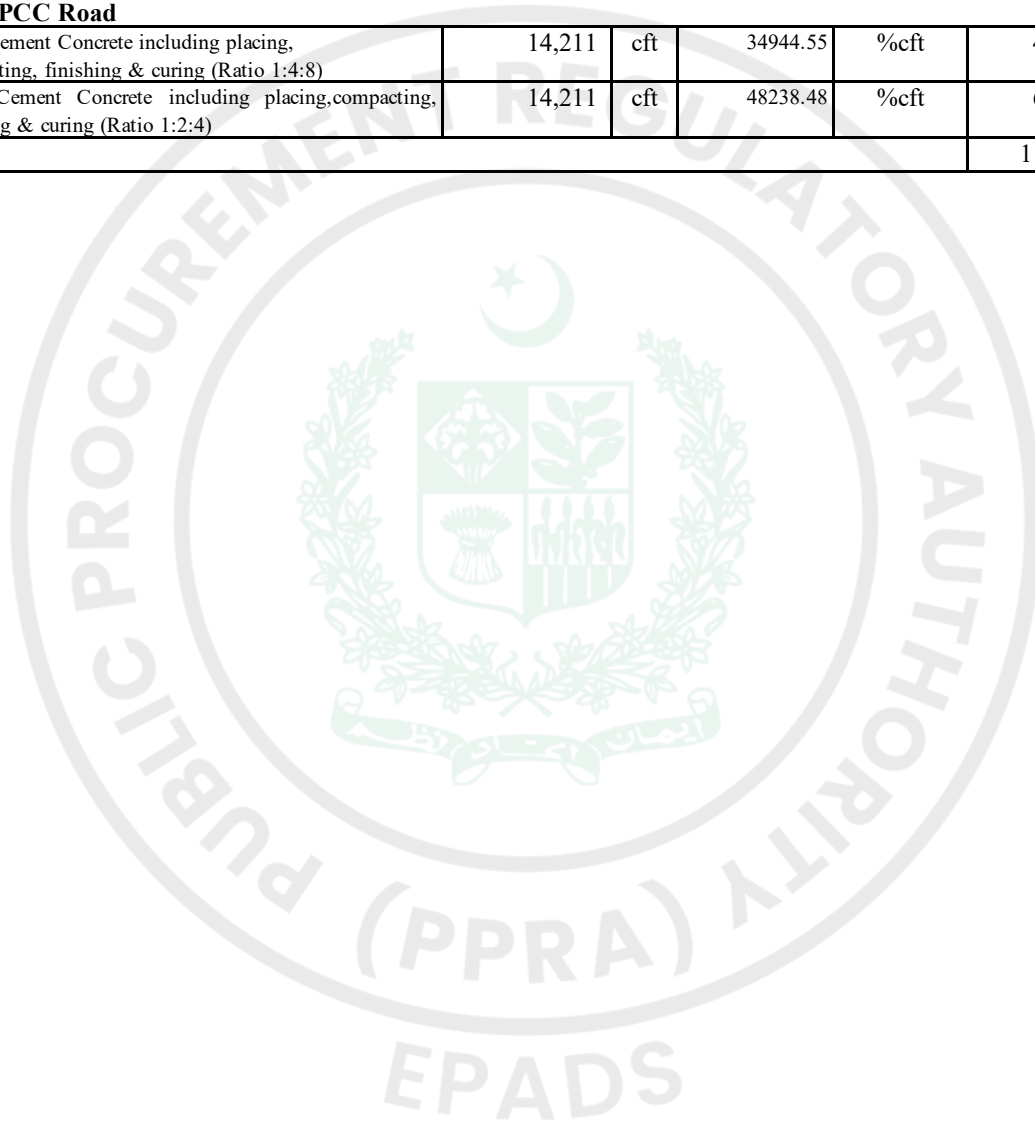 PCC Road
ement Concrete including placing,
ting, finishing & curing (Ratio 1:4:8) 14,211 cft 34944.55 %cft
Cement Concrete including placing,compacting,
g & curing (Ratio 1:2:4) 14,211 cft 48238.48 %cft
1
PUBLIC PROCUREMENT REGULATORY AUTHORITY
(PPRA)
EPADS